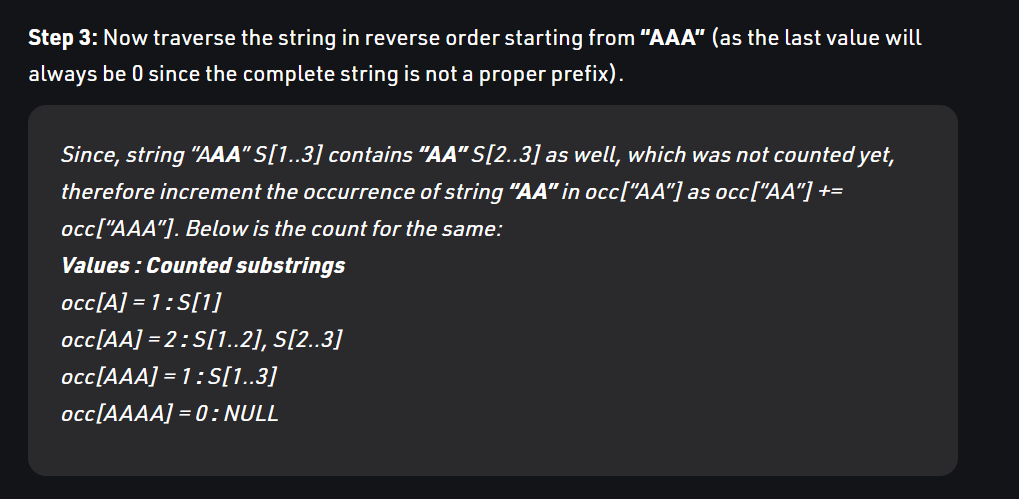 Step 3: Now traverse the string in reverse order starting from “AAA” (as the last value will
always be 0 since the complete string is not a proper prefix).
Since, string “AAA” S[1..3] contains “AA” S[2..3] as well, which was not counted yet,
therefore increment the occurrence of string “AA” in occ[“AA”] as occ[“AA”] +=
occ[“AAA”]. Below is the count for the same:
Values : Counted substrings
occ[A] = 1 : S[1]
occ[AA] = 2 : S[1..2], S[2..3]
occ[AAA] = 1 : S[1..3]
occ[AAAA] = 0 : NULL